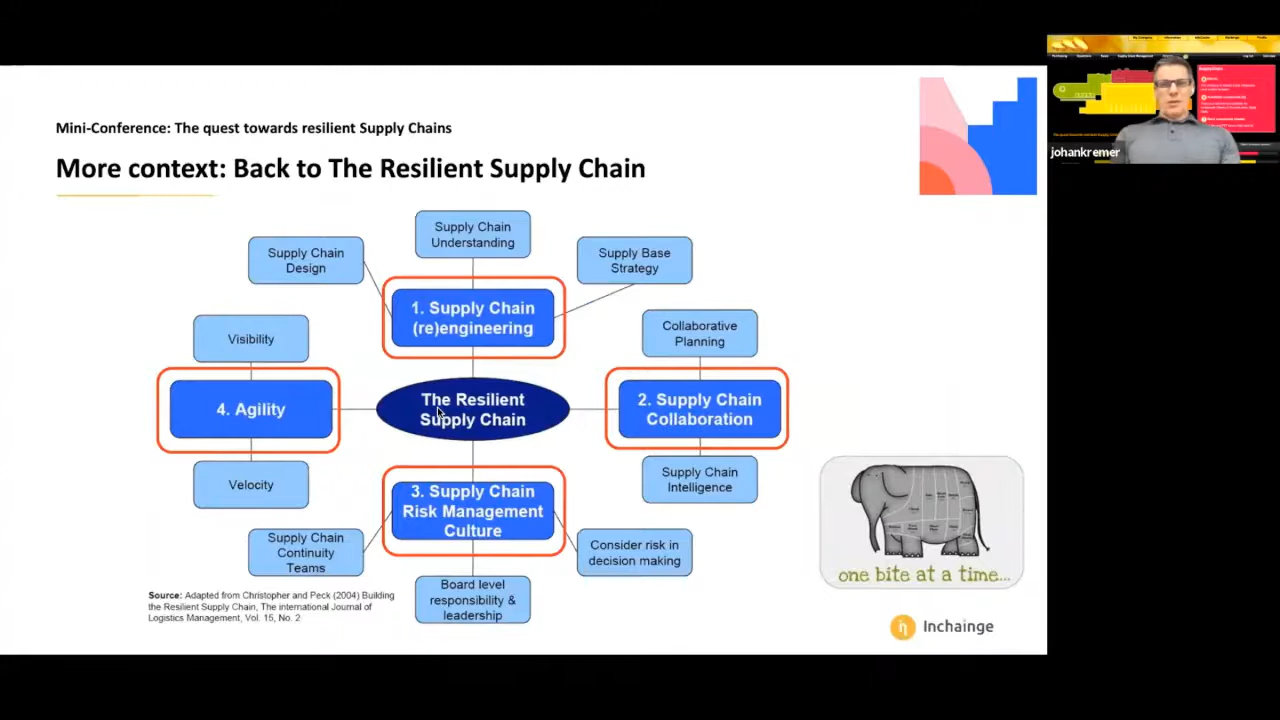 Mini-Conference: The quest towards resilient Supply Chains
More context: Back to The Resilient Supply Chain
Supply Chain
Understanding
Supply Chain
Design
Supply Base
Strategy
1. Supply Chain
(re)engineering
Visibility
Collaborative
Planning
4. Agility
The Resilient
Supply Chain
2. Supply Chain
Collaboration
Velocity
Supply Chain
Intelligence
3. Supply Chain
Risk Management
Culture
Supply Chain
Continuity
Teams
Consider risk in
decision making
Board level
responsibility &
leadership
Source: Adapted from Christopher and Peck (2004) Building
the Resilient Supply Chain, The international Journal of
Logistics Management, Vol. 15, No. 2
one bite at a time...
Inchainge
johankremer